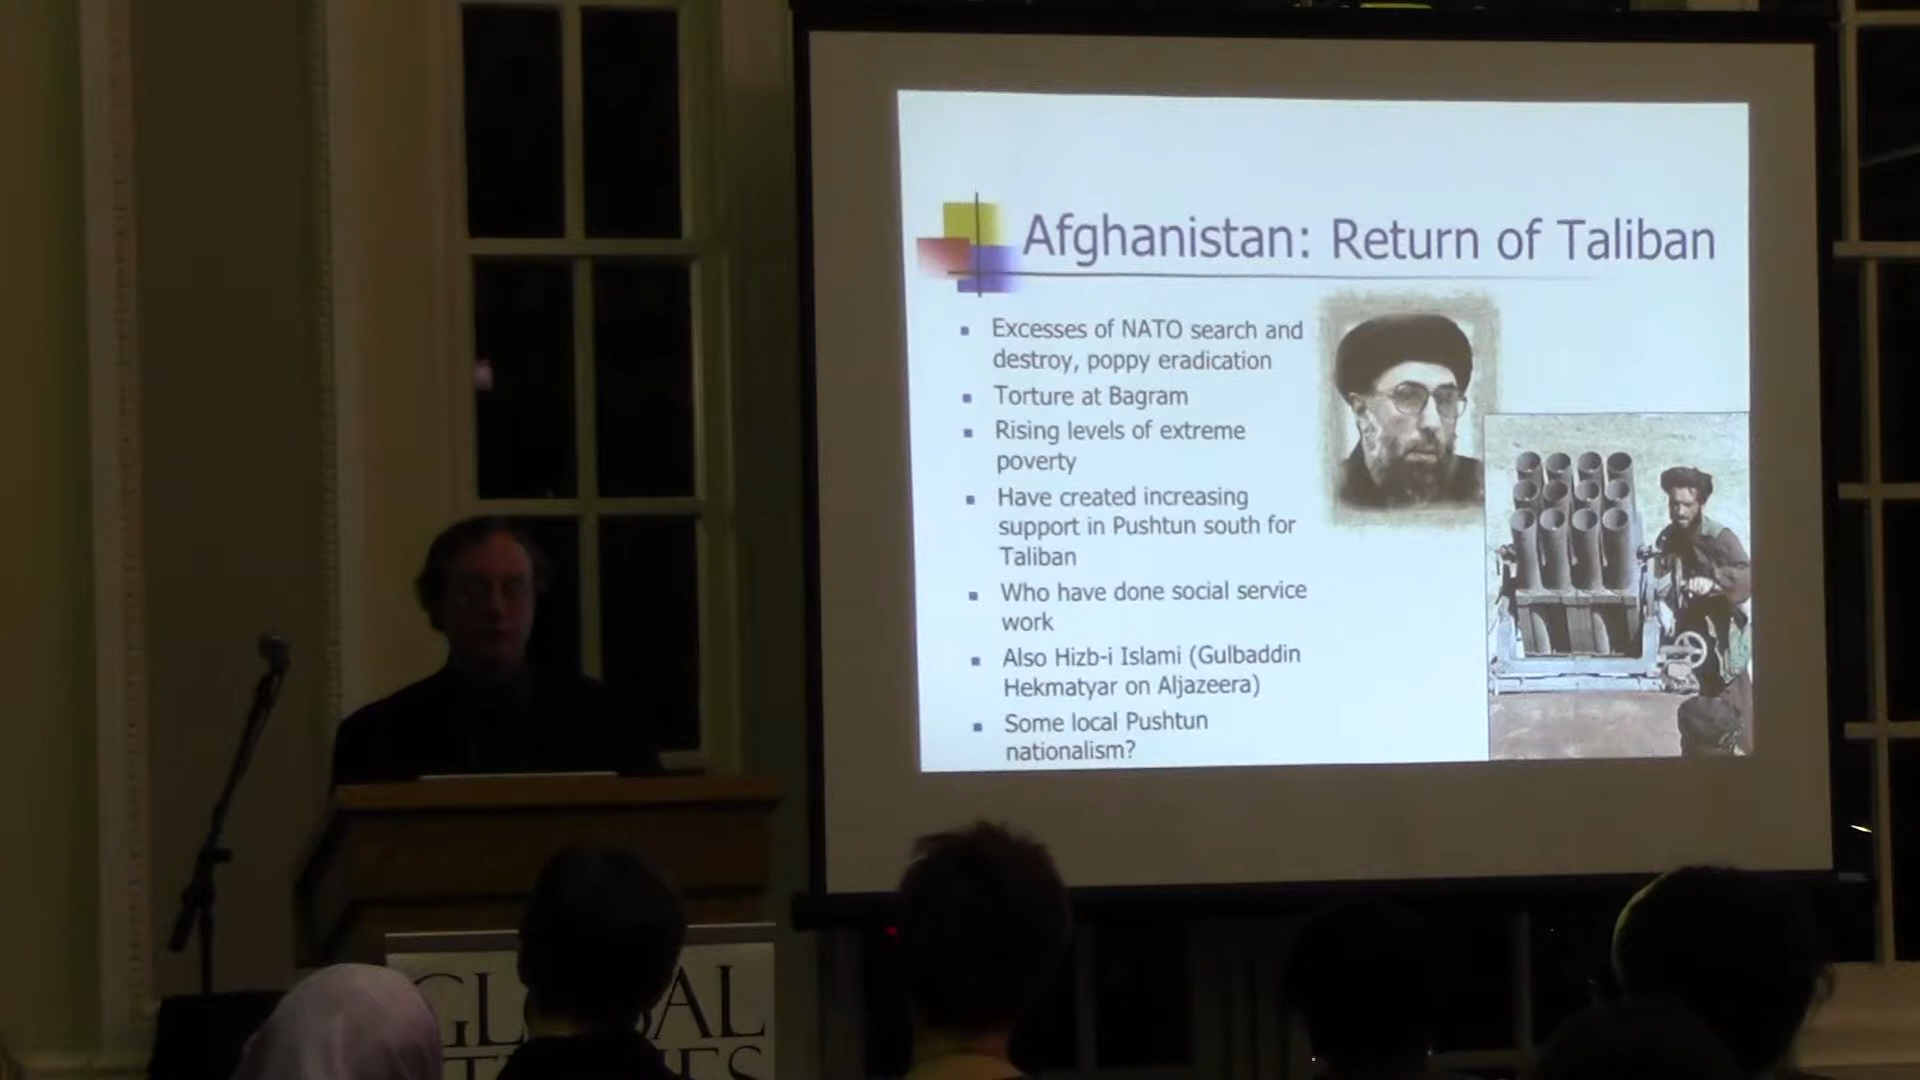 Afghanistan: Return of Taliban
Excesses of NATO search and
destroy, poppy eradication
Torture at Bagram
Rising levels of extreme
poverty
Have created increasing
support in Pushtun south for
Taliban
Who have done social service
work
Also Hizb-i Islami (Gulbaddin
Hekmatyar on Aljazeera)
Some local Pushtun
nationalism?